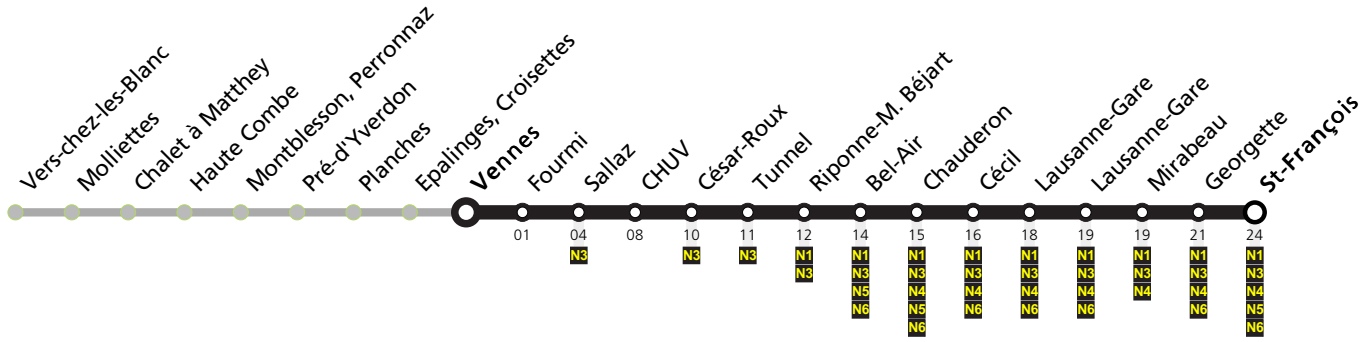 Vers-chez-les-Blanc
Molliettes
Chalet à Matthey
Haute Combe
Montblesson, Perronnaz
Pré-d'Yverdon
Planches
Epalinges, Croisettes
Vennes
Fourmi
Sallaz
CHUV
César-Roux
Tunnel
Riponne-M. Béjart
Bel-Air
Chauderon
Cécil
Lausanne-Gare
Lausanne-Gare
Mirabeau
Georgette
St-François
01 04 08 10 11 12 14 15 16 18 19 19 21 24
N3 N3 N3 N1 N1 N1 N1 N1 N1 N1 N1 N1
N3 N3 N3 N3 N3 N3 N3 N3 N3
N5 N4 N4 N4 N4 N4 N4 N4
N6 N5 N6 N6 N6 N6 N5
N6 N6